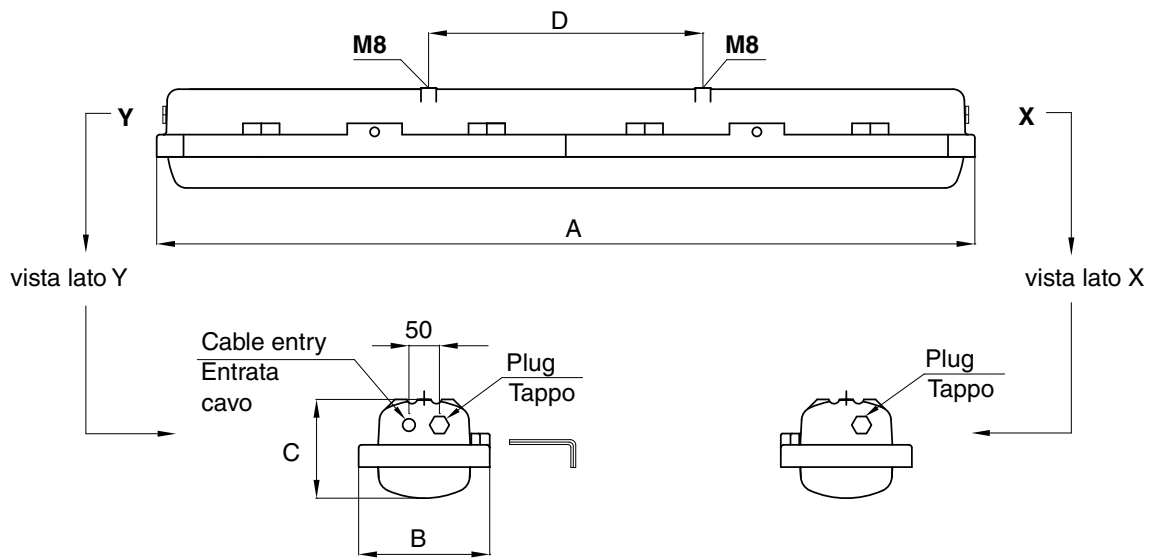 D
M8
M8
Y
X
A
vista lato Y
vista lato X
50
Cable entry
Entrata
cavo
Plug
Tappo
Plug
Tappo
C
B